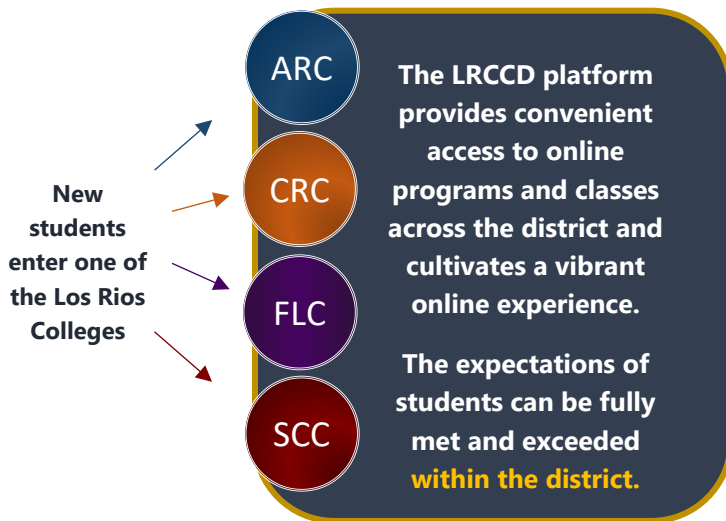 New
students
enter one of
the Los Rios
Colleges
ARC
CRC
FLC
SCC
The LRCCD platform
provides convenient
access to online
programs and classes
across the district and
cultivates a vibrant
online experience.
The expectations of
students can be fully
met and exceeded
within the district.